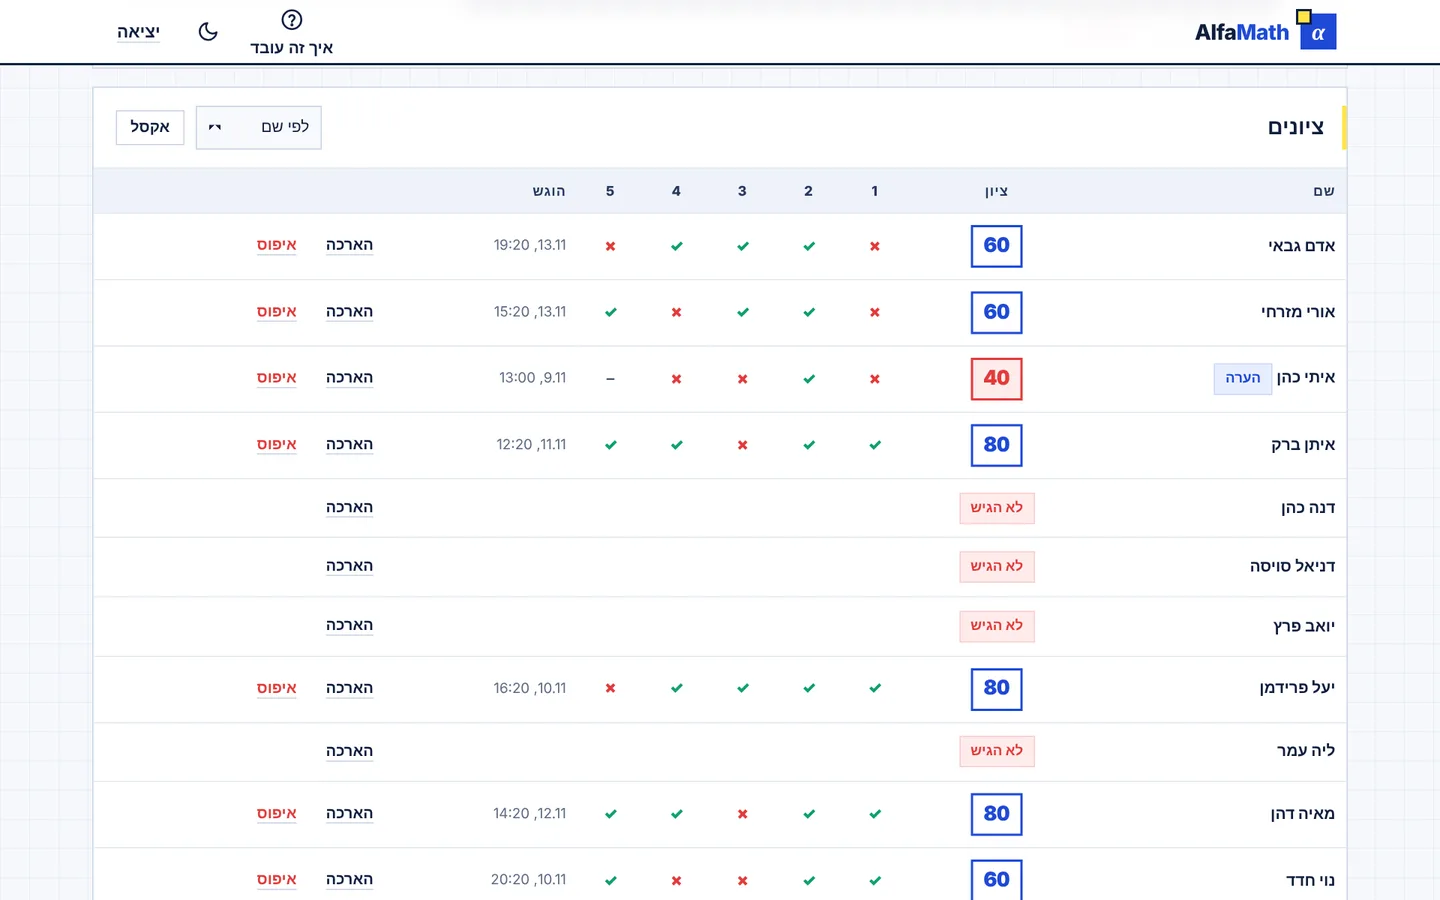 α AlfaMath
איך זה עובד
יציאה
ציונים
לפי שם
אקסל
שם ציון 1 2 3 4 5 הוגש
אדם גבאי 60 ✖ ✔ ✔ ✔ ✖ 13.11, 19:20 הארכה איפוס
אורי מזרחי 60 ✖ ✔ ✔ ✖ ✔ 13.11, 15:20 הארכה איפוס
איתי כהן הערה 40 ✖ ✔ ✖ ✖ – 9.11, 13:00 הארכה איפוס
איתן ברק 80 ✔ ✔ ✖ ✔ ✔ 11.11, 12:20 הארכה איפוס
דנה כהן לא הגיש הארכה
דניאל סויסה לא הגיש הארכה
יואב פרץ לא הגיש הארכה
יעל פרידמן 80 ✔ ✔ ✔ ✔ ✖ 10.11, 16:20 הארכה איפוס
ליה עמר לא הגיש הארכה
מאיה דהן 80 ✔ ✔ ✖ ✔ ✔ 12.11, 14:20 הארכה איפוס
נוי חדד 60 ✔ ✔ ✖ ✖ ✔ 10.11, 20:20 הארכה איפוס